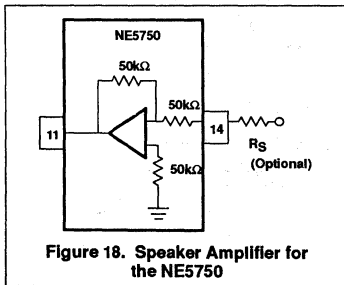 NE5750
50kΩ
50kΩ
11
14
RS
(Optional)
50kΩ
Figure 18. Speaker Amplifier for
the NE5750